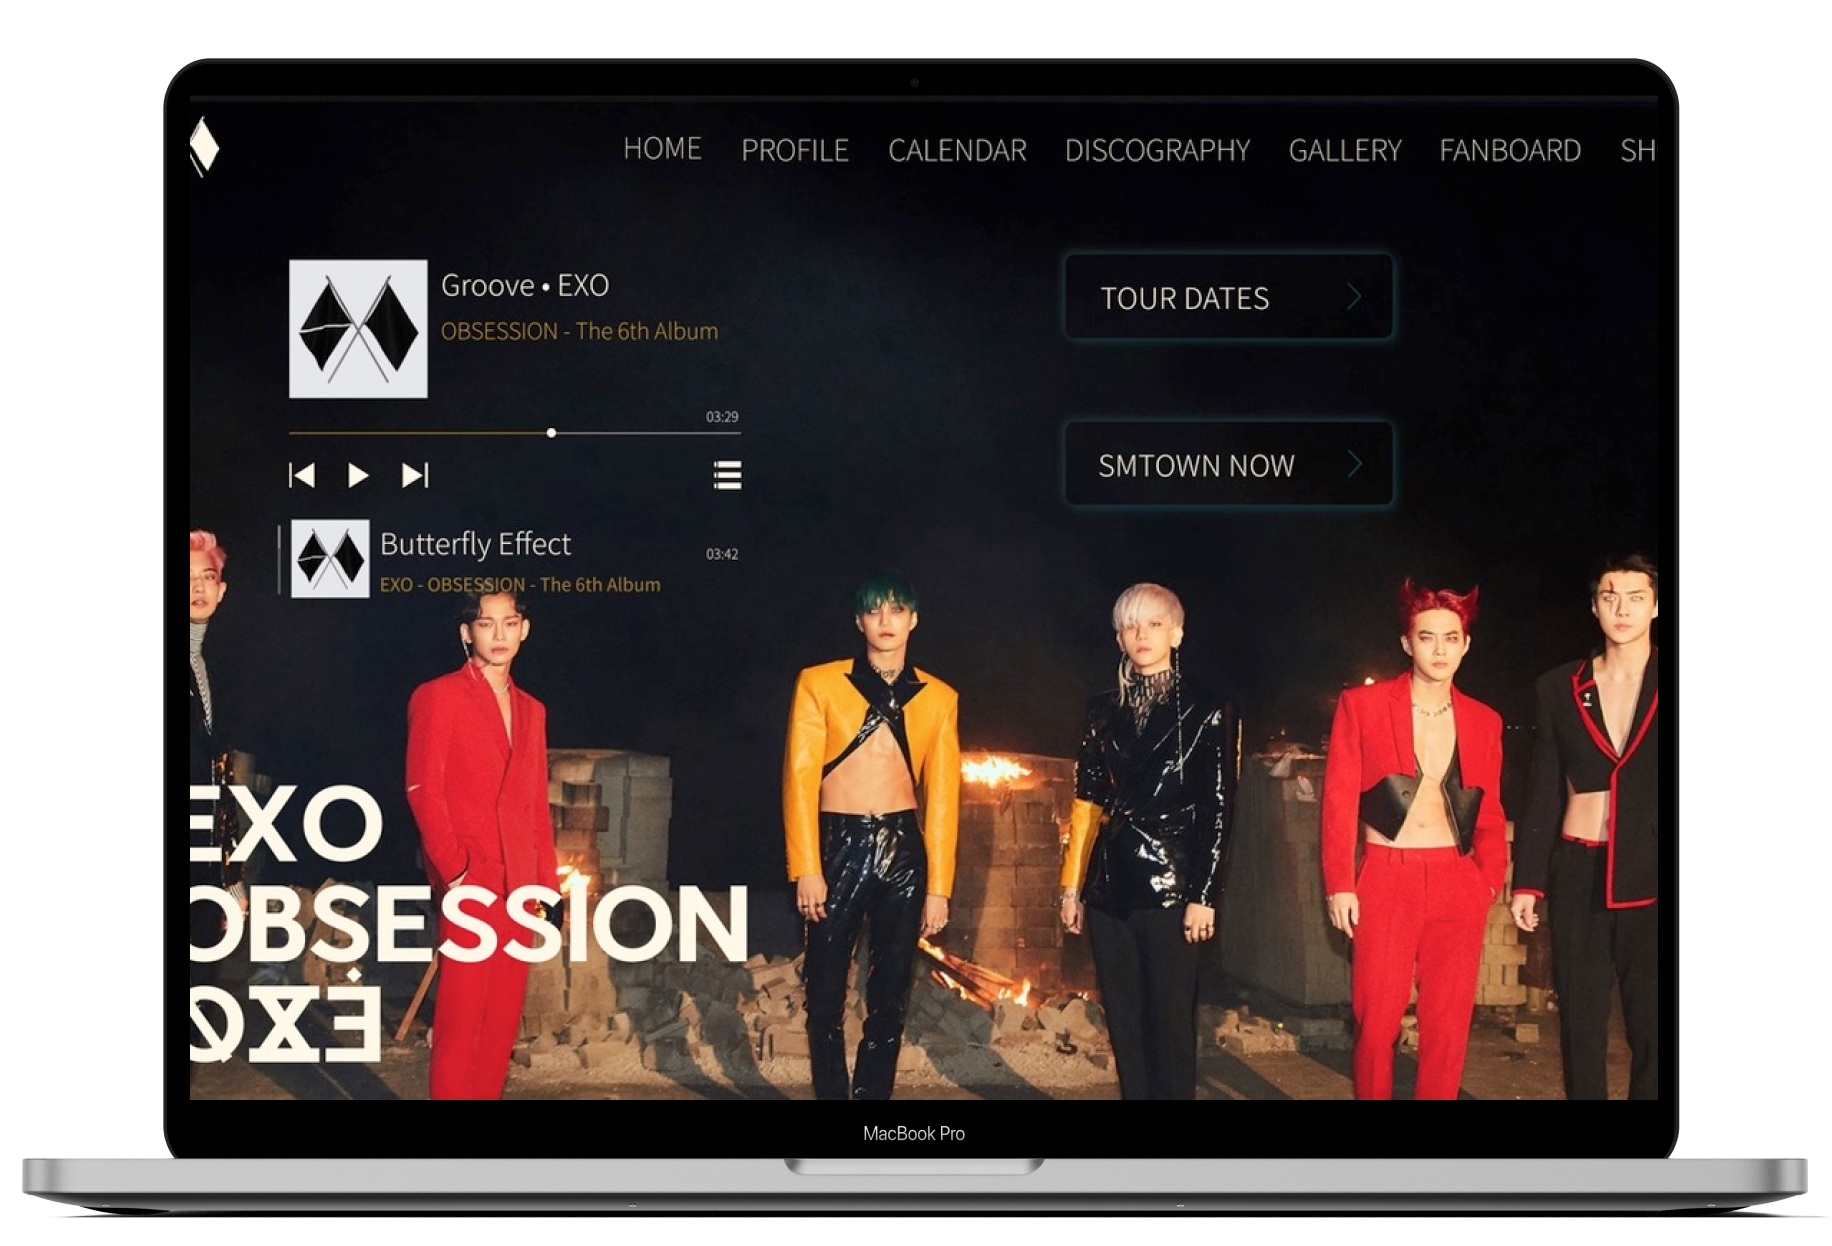 HOME PROFILE CALENDAR DISCOGRAPHY GALLERY FANBOARD SH
Groove • EXO
OBSESSION - The 6th Album
03:29
TOUR DATES
SMTOWN NOW
Butterfly Effect
03:42
EXO - OBSESSION - The 6th Album
EXO
OBSESSION
MacBook Pro